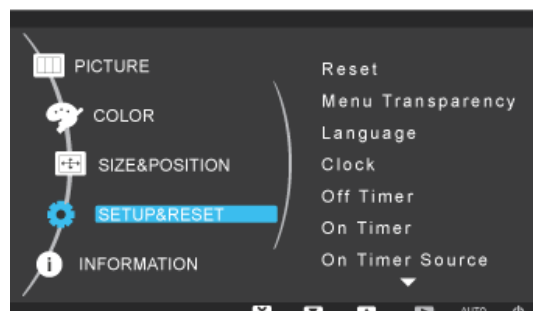 PICTURE
COLOR
SIZE&POSITION
SETUP&RESET
INFORMATION
Reset
Menu Transparency
Language
Clock
Off Timer
On Timer
On Timer Source
AUTO